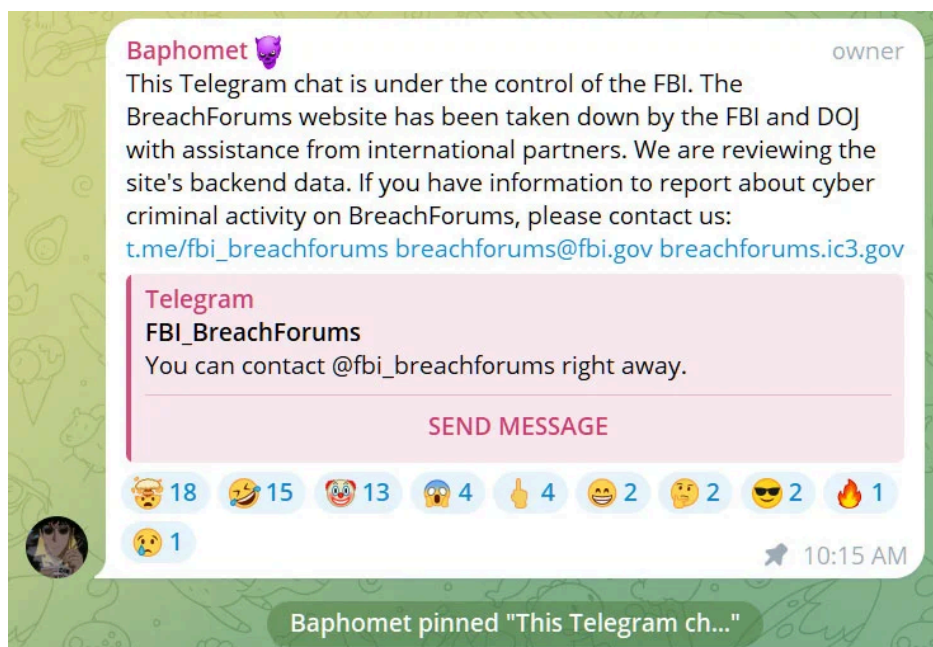 Baphomet 😈 owner
This Telegram chat is under the control of the FBI. The
BreachForums website has been taken down by the FBI and DOJ
with assistance from international partners. We are reviewing the
site's backend data. If you have information to report about cyber
criminal activity on BreachForums, please contact us:
t.me/fbi_breachforums breachforums@fbi.gov breachforums.ic3.gov
Telegram
FBI_BreachForums
You can contact @fbi_breachforums right away.
SEND MESSAGE
🤯 18 🤣 15 🤡 13 😱 4 🖕 4 😁 2 🤔 2 😎 2 🔥 1
😢 1
10:15 AM
Baphomet pinned "This Telegram ch..."